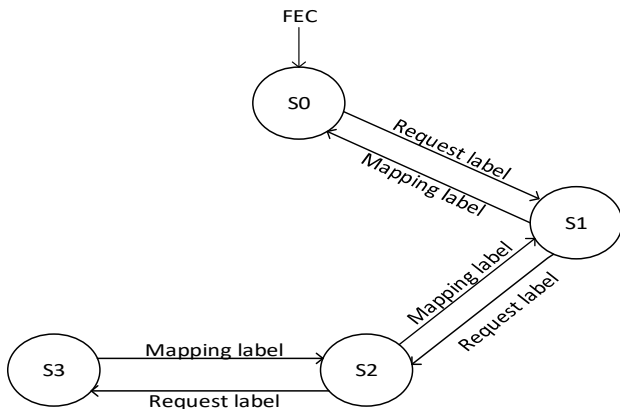 FEC
S0
Request label
Mapping label
S1
Mapping label
Request label
S3
Mapping label
S2
Request label